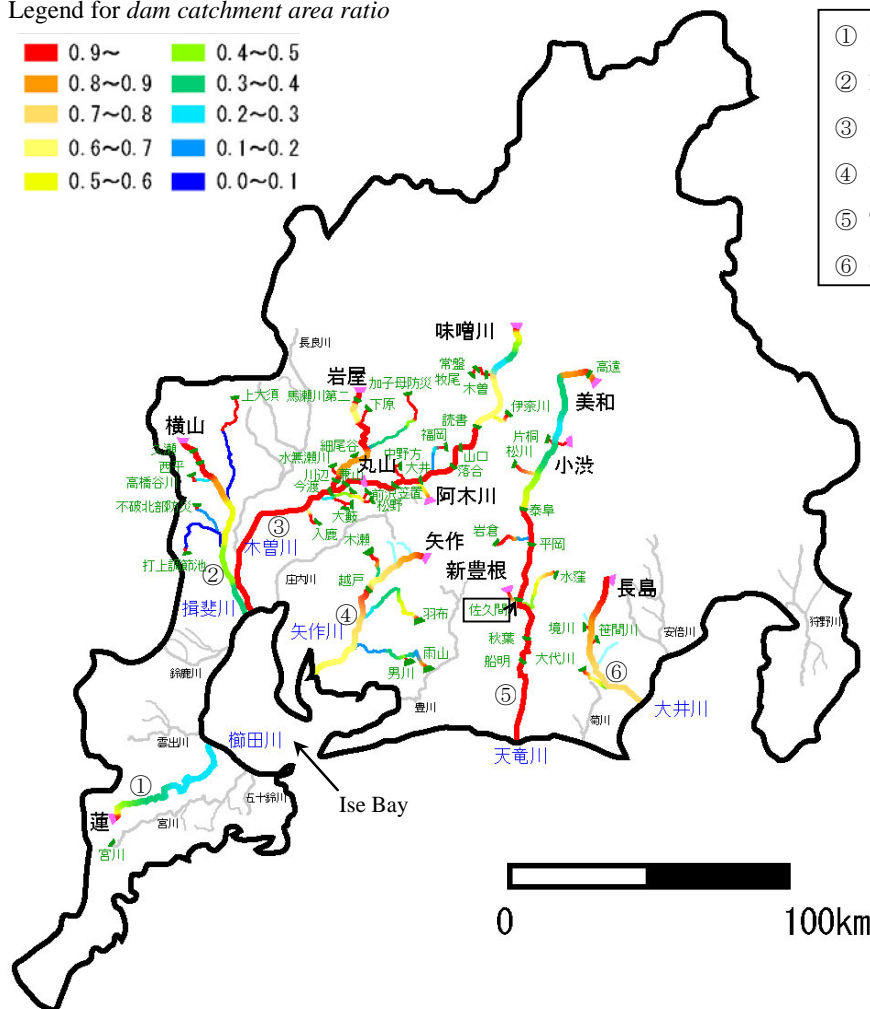 Legend for dam catchment area ratio
0.9~
0.8~0.9
0.7~0.8
0.6~0.7
0.5~0.6
0.4~0.5
0.3~0.4
0.2~0.3
0.1~0.2
0.0~0.1
①
②
③
④
⑤
⑥
味噌川
長良川
常盤
牧尾
木曽
高遠
美和
岩屋
加子母防災
馬瀬川第二
下原
上大須
伊奈川
読書
横山
福岡
片桐
松川
小渋
西平
高橋谷川
細尾谷
水無瀬川
中野方
丸山
大井
山口
落合
川辺
兼山
今渡
前沢
笠置
松野
阿木川
不破北部防災
大藪
入鹿
泰阜
③
木曽川
木瀬
矢作
岩倉
平岡
打上調節池
②
庄内川
新豊根
水窪
長島
越戸
揖斐川
④
矢作川
羽布
佐久間
境川
笹間川
安倍川
狩野川
雨山
秋葉
鈴鹿川
男川
船明
大代川
⑥
豊川
⑤
菊川
大井川
雲出川
櫛田川
天竜川
①
五十鈴川
Ise Bay
蓮
宮川
宮川
0
100km